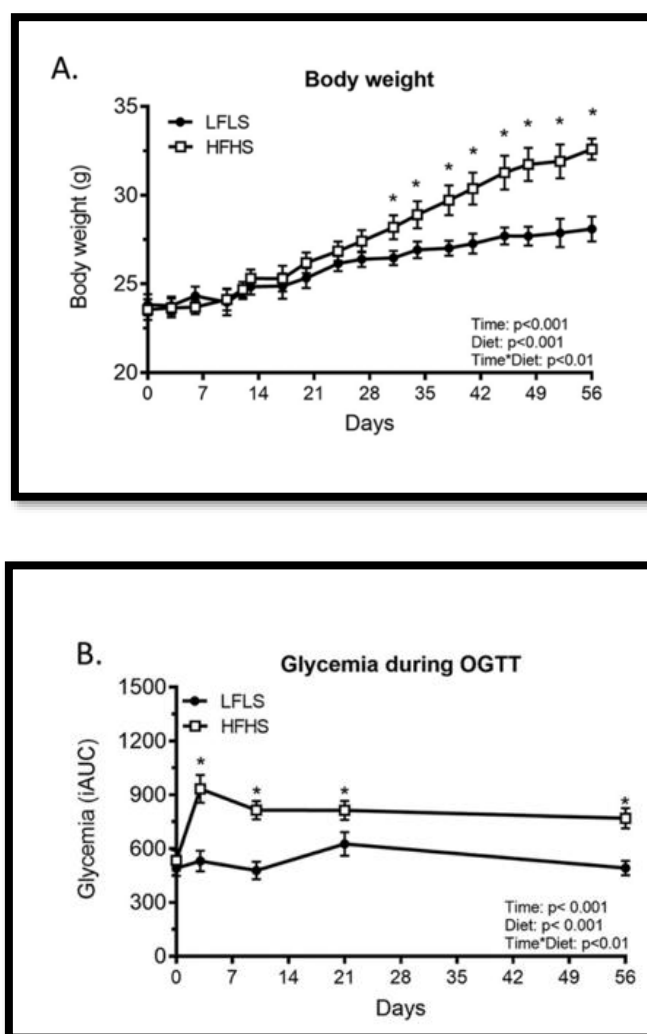 A.
Body weight
LFLS
HFHS
Body weight (g)
35
30
25
20
* * * * * * * *
Time: p<0.001
Diet: p<0.001
Time*Diet: p<0.01
0 7 14 21 28 35 42 49 56
Days
B.
Glycemia during OGTT
LFLS
HFHS
Glycemia (iAUC)
1500
1200
900
600
300
0
* * * *
Time: p< 0.001
Diet: p< 0.001
Time*Diet: p<0.01
0 7 14 21 28 35 42 49 56
Days